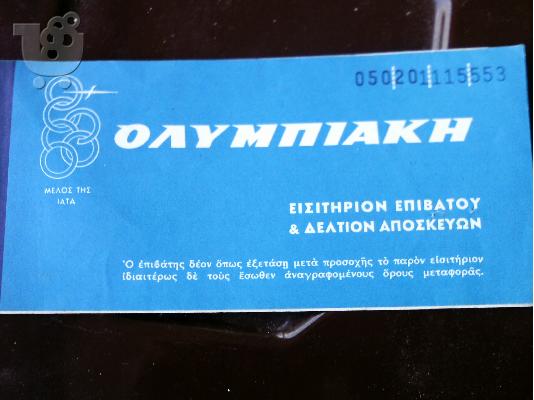 050201115553
ΟΛΥΜΠΙΑΚΗ
ΜΕΛΟΣ ΤΗΣ
ΙΑΤΑ
ΕΙΣΙΤΗΡΙΟΝ ΕΠΙΒΑΤΟΥ
& ΔΕΛΤΙΟΝ ΑΠΟΣΚΕΥΩΝ
Ὁ ἐπιβάτης δέον ὅπως ἐξετάσῃ μετὰ προσοχῆς τὸ παρὸν εἰσιτήριον
ἰδιαιτέρως δὲ τοὺς ἔσωθεν ἀναγραφομένους ὅρους μεταφορᾶς.